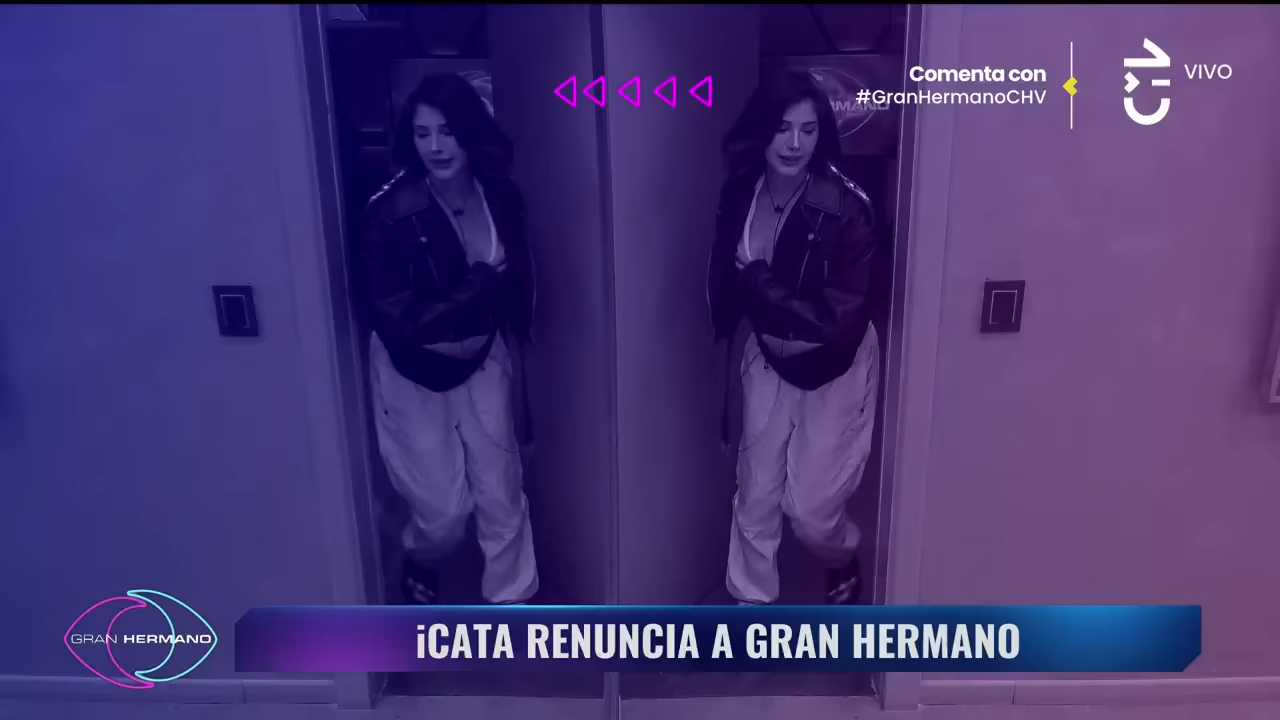 Comenta con
#GranHermanoCHV
VIVO
GRAN HERMANO
¡CATA RENUNCIA A GRAN HERMANO